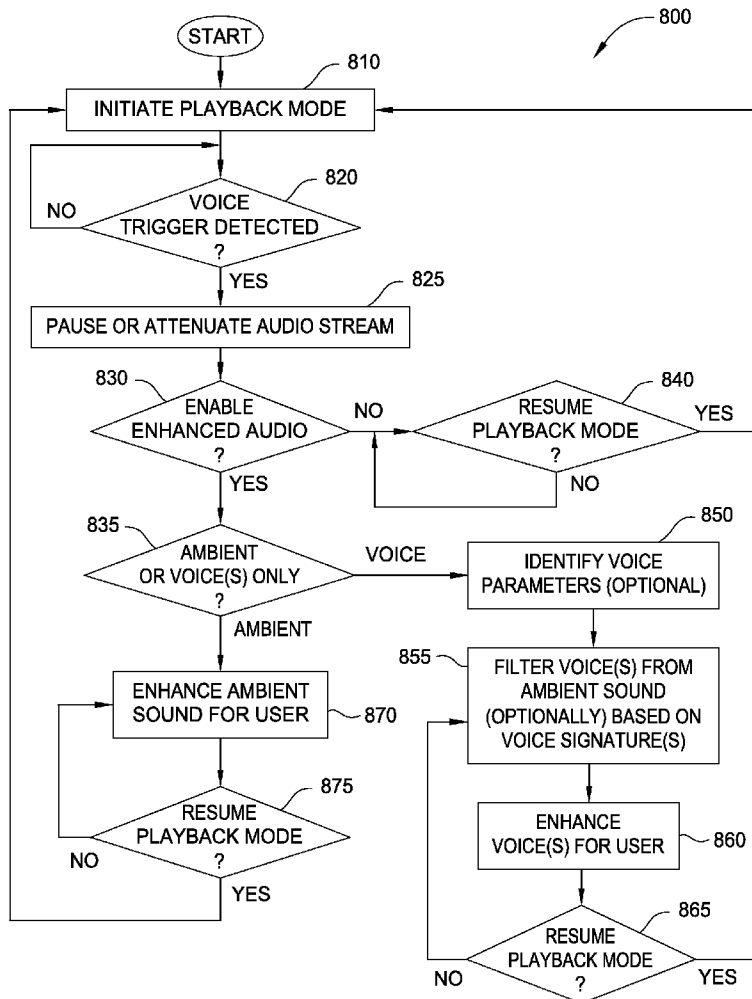 START
800
810
INITIATE PLAYBACK MODE
820
VOICE
TRIGGER DETECTED
?
NO
YES
825
PAUSE OR ATTENUATE AUDIO STREAM
830
ENABLE
ENHANCED AUDIO
?
NO
YES
840
RESUME
PLAYBACK MODE
?
YES
NO
835
AMBIENT
OR VOICE(S) ONLY
?
VOICE
AMBIENT
850
IDENTIFY VOICE
PARAMETERS (OPTIONAL)
855
FILTER VOICE(S) FROM
AMBIENT SOUND
(OPTIONALLY) BASED ON
VOICE SIGNATURE(S)
ENHANCE AMBIENT
SOUND FOR USER
870
875
RESUME
PLAYBACK MODE
?
NO
YES
ENHANCE
VOICE(S) FOR USER
860
865
RESUME
PLAYBACK MODE
?
NO
YES